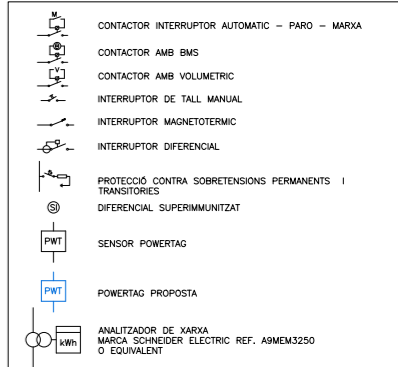 M
CONTACTOR INTERRUPTOR AUTOMATIC – PARO – MARXA
B
CONTACTOR AMB BMS
V
CONTACTOR AMB VOLUMETRIC
INTERRUPTOR DE TALL MANUAL
INTERRUPTOR MAGNETOTERMIC
INTERRUPTOR DIFERENCIAL
PROTECCIÓ CONTRA SOBRETENSIONS PERMANENTS I
TRANSITORIES
SI DIFERENCIAL SUPERIMMUNITZAT
PWT SENSOR POWERTAG
PWT POWERTAG PROPOSTA
kWh
ANALITZADOR DE XARXA
MARCA SCHNEIDER ELECTRIC REF. A9MEM3250
O EQUIVALENT